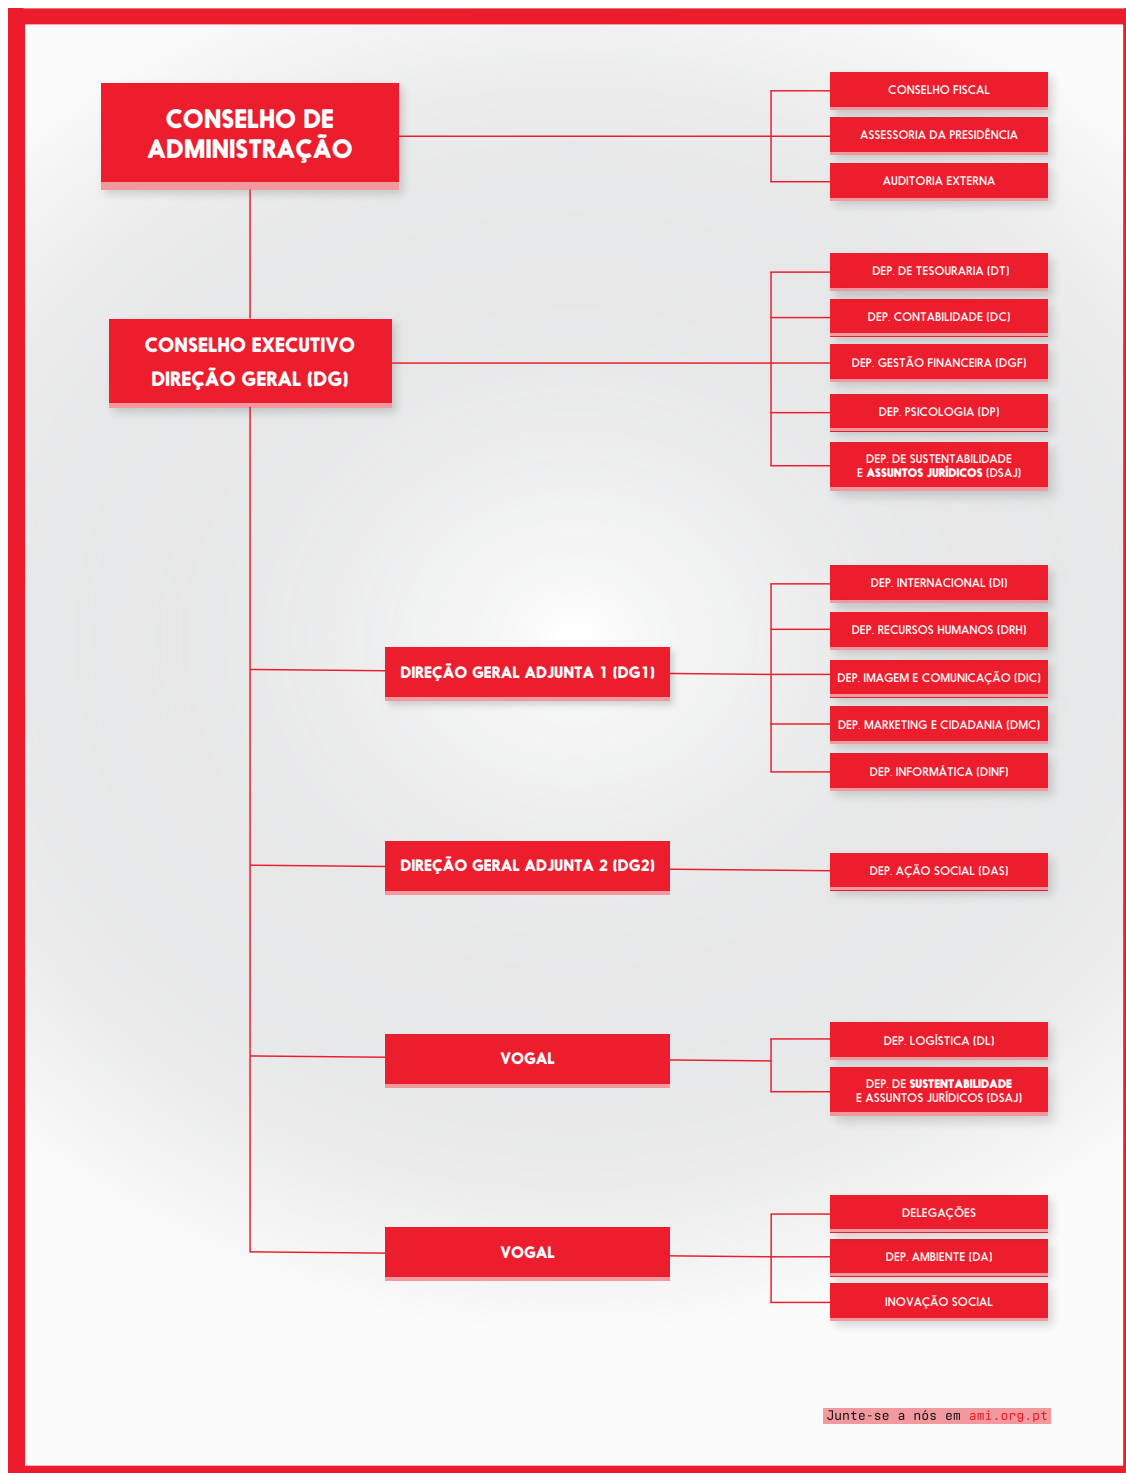 CONSELHO DE
ADMINISTRAÇÃO
CONSELHO FISCAL
ASSESSORIA DA PRESIDÊNCIA
AUDITORIA EXTERNA
CONSELHO EXECUTIVO
DIREÇÃO GERAL (DG)
DEP. DE TESOURARIA (DT)
DEP. CONTABILIDADE (DC)
DEP. GESTÃO FINANCEIRA (DGF)
DEP. PSICOLOGIA (DP)
DEP. DE SUSTENTABILIDADE
E ASSUNTOS JURÍDICOS (DSAJ)
DIREÇÃO GERAL ADJUNTA 1 (DG1)
DEP. INTERNACIONAL (DI)
DEP. RECURSOS HUMANOS (DRH)
DEP. IMAGEM E COMUNICAÇÃO (DIC)
DEP. MARKETING E CIDADANIA (DMC)
DEP. INFORMÁTICA (DINF)
DIREÇÃO GERAL ADJUNTA 2 (DG2)
DEP. AÇÃO SOCIAL (DAS)
VOGAL
DEP. LOGÍSTICA (DL)
DEP. DE SUSTENTABILIDADE
E ASSUNTOS JURÍDICOS (DSAJ)
VOGAL
DELEGAÇÕES
DEP. AMBIENTE (DA)
INOVAÇÃO SOCIAL
Junte-se a nós em ami.org.pt